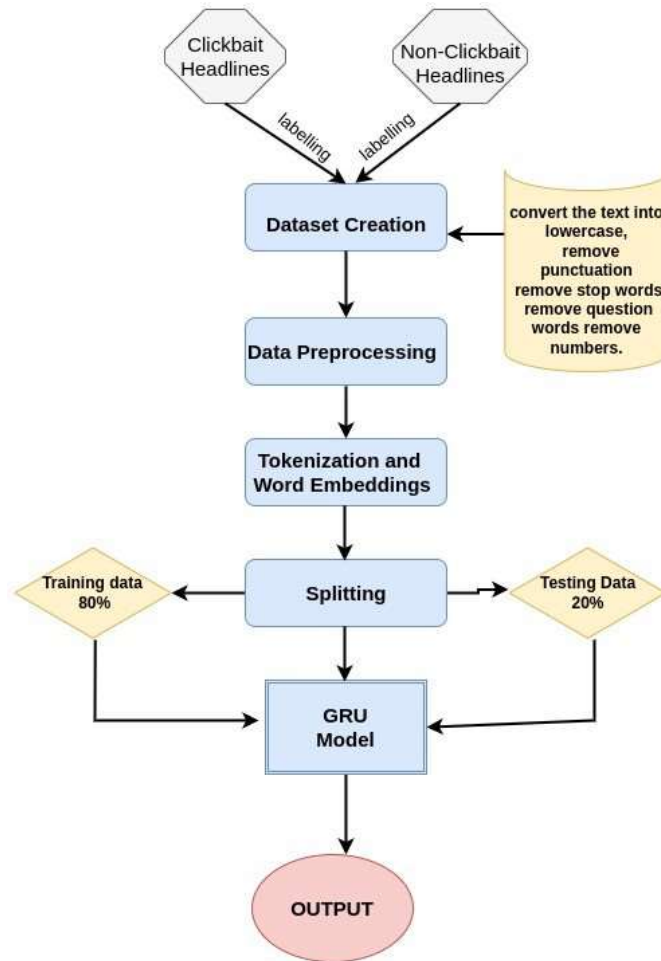 Clickbait
Headlines
Non-Clickbait
Headlines
labelling
labelling
Dataset Creation
convert the text into
lowercase,
remove
punctuation
remove stop words
remove question
words remove
numbers.
Data Preprocessing
Tokenization and
Word Embeddings
Training data
80%
Splitting
Testing Data
20%
GRU
Model
OUTPUT